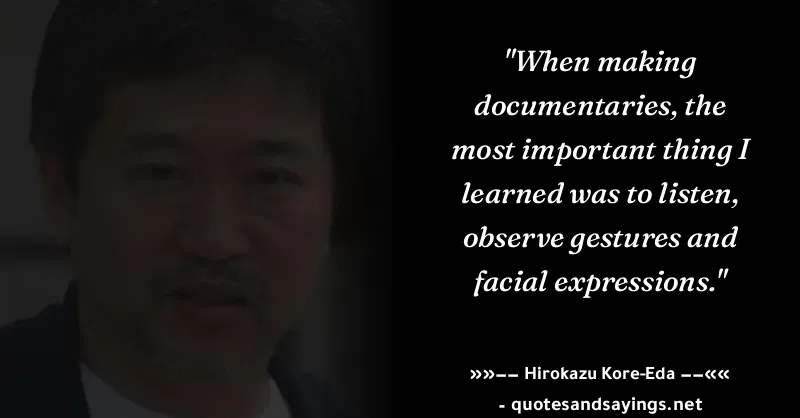 "When making
documentaries, the
most important thing I
learned was to listen,
observe gestures and
facial expressions."
»»−− Hirokazu Kore-Eda −−««
- quotesandsayings.net